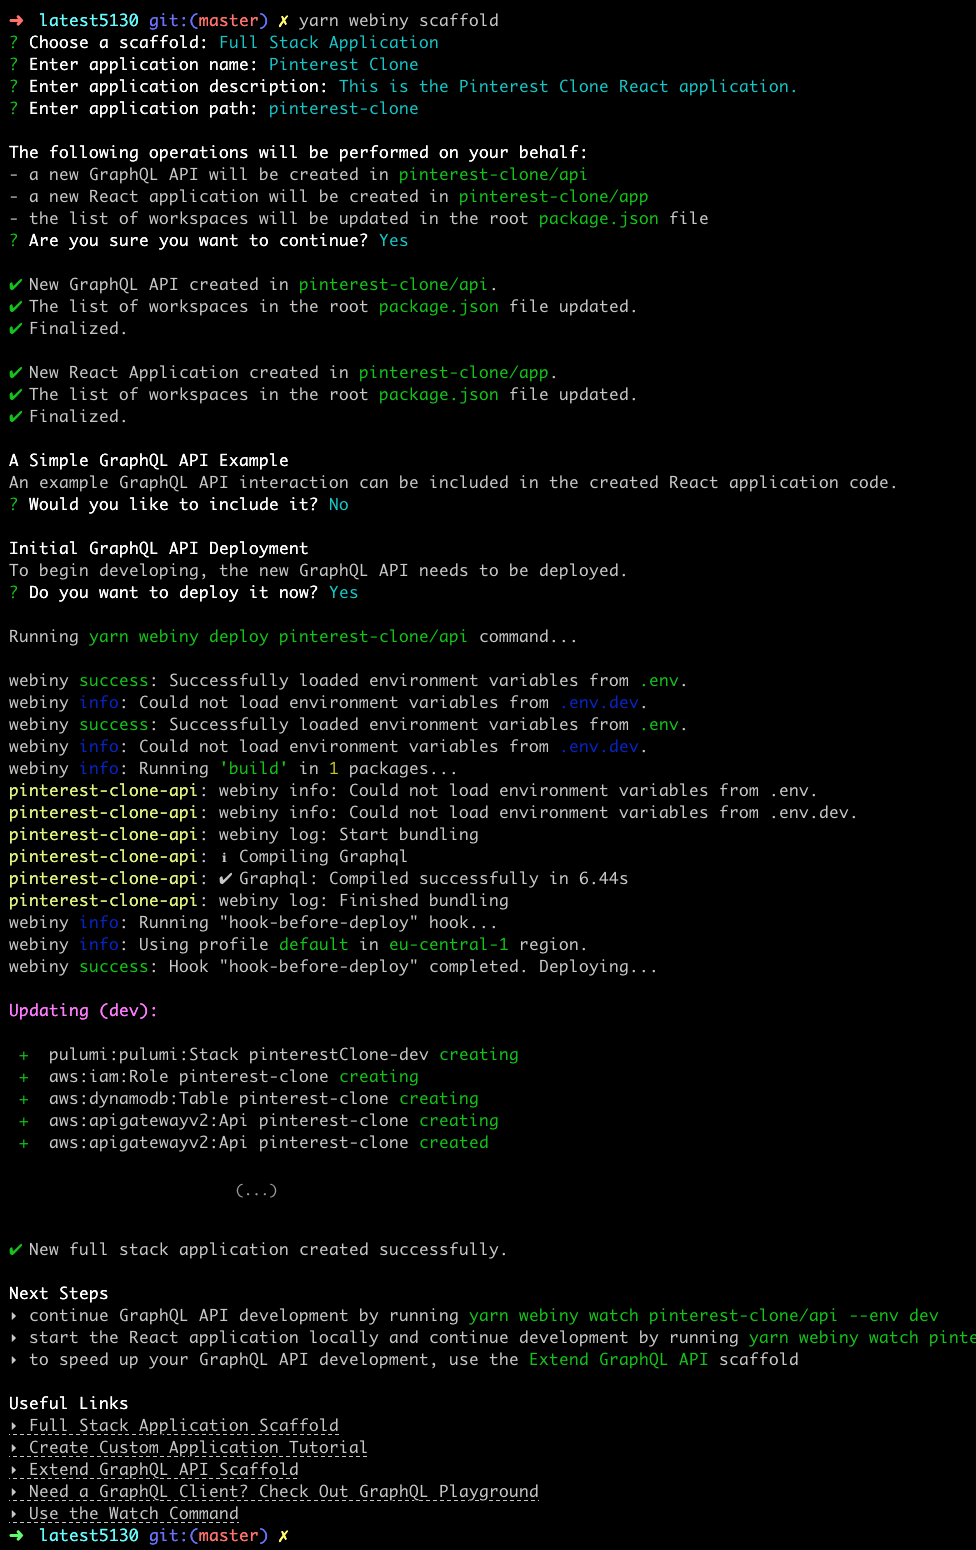 ➜  latest5130 git:(master) ✗ yarn webiny scaffold
? Choose a scaffold: Full Stack Application
? Enter application name: Pinterest Clone
? Enter application description: This is the Pinterest Clone React application.
? Enter application path: pinterest-clone
The following operations will be performed on your behalf:
- a new GraphQL API will be created in pinterest-clone/api
- a new React application will be created in pinterest-clone/app
- the list of workspaces will be updated in the root package.json file
? Are you sure you want to continue? Yes
✔ New GraphQL API created in pinterest-clone/api.
✔ The list of workspaces in the root package.json file updated.
✔ Finalized.
✔ New React Application created in pinterest-clone/app.
✔ The list of workspaces in the root package.json file updated.
✔ Finalized.
A Simple GraphQL API Example
An example GraphQL API interaction can be included in the created React application code.
? Would you like to include it? No
Initial GraphQL API Deployment
To begin developing, the new GraphQL API needs to be deployed.
? Do you want to deploy it now? Yes
Running yarn webiny deploy pinterest-clone/api command...
webiny success: Successfully loaded environment variables from .env.
webiny info: Could not load environment variables from .env.dev.
webiny success: Successfully loaded environment variables from .env.
webiny info: Could not load environment variables from .env.dev.
webiny info: Running 'build' in 1 packages...
pinterest-clone-api: webiny info: Could not load environment variables from .env.
pinterest-clone-api: webiny info: Could not load environment variables from .env.dev.
pinterest-clone-api: webiny log: Start bundling
pinterest-clone-api: ℹ Compiling Graphql
pinterest-clone-api: ✔ Graphql: Compiled successfully in 6.44s
pinterest-clone-api: webiny log: Finished bundling
webiny info: Running "hook-before-deploy" hook...
webiny info: Using profile default in eu-central-1 region.
webiny success: Hook "hook-before-deploy" completed. Deploying...
Updating (dev):
+  pulumi:pulumi:Stack pinterestClone-dev creating
+  aws:iam:Role pinterest-clone creating
+  aws:dynamodb:Table pinterest-clone creating
+  aws:apigatewayv2:Api pinterest-clone creating
+  aws:apigatewayv2:Api pinterest-clone created
(...)
✔ New full stack application created successfully.
Next Steps
‣ continue GraphQL API development by running yarn webiny watch pinterest-clone/api --env dev
‣ start the React application locally and continue development by running yarn webiny watch pinte
‣ to speed up your GraphQL API development, use the Extend GraphQL API scaffold
Useful Links
‣ Full Stack Application Scaffold
‣ Create Custom Application Tutorial
‣ Extend GraphQL API Scaffold
‣ Need a GraphQL Client? Check Out GraphQL Playground
‣ Use the Watch Command
➜  latest5130 git:(master) ✗